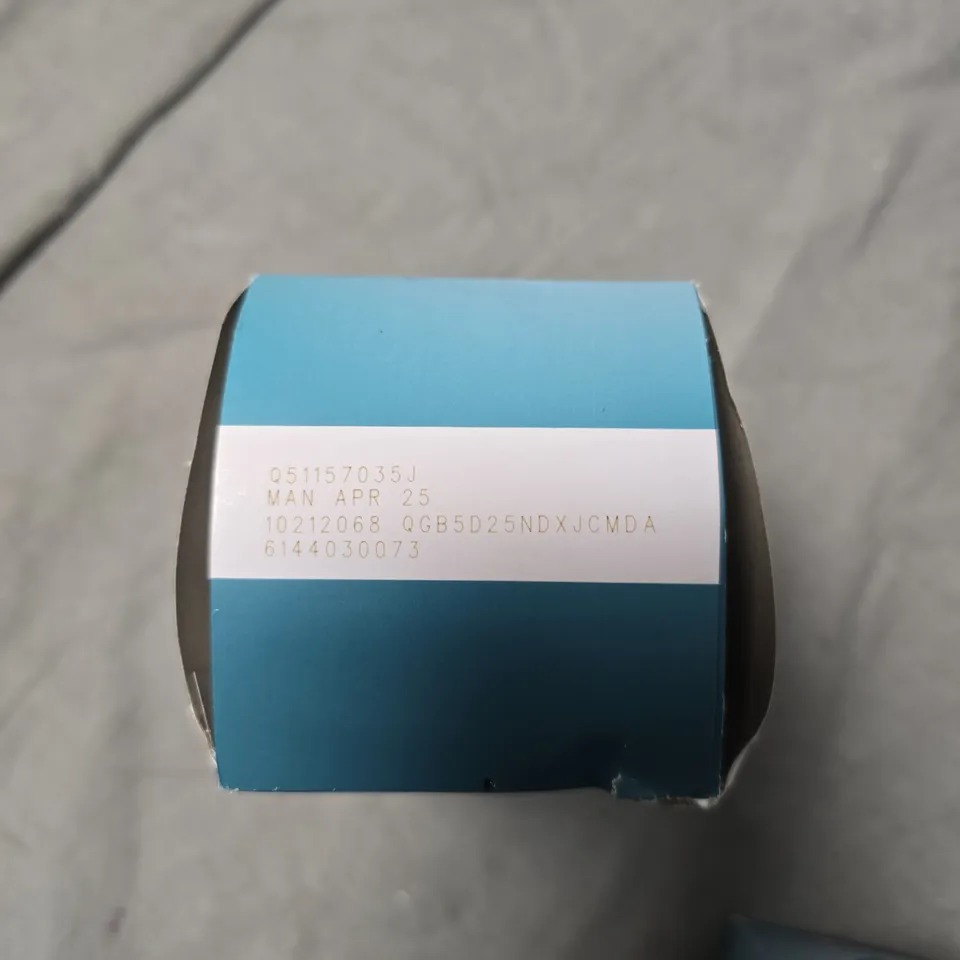 Q51157035J
MAN APR 25
10212068 QGB5D25NDXJCMDA
6144030073